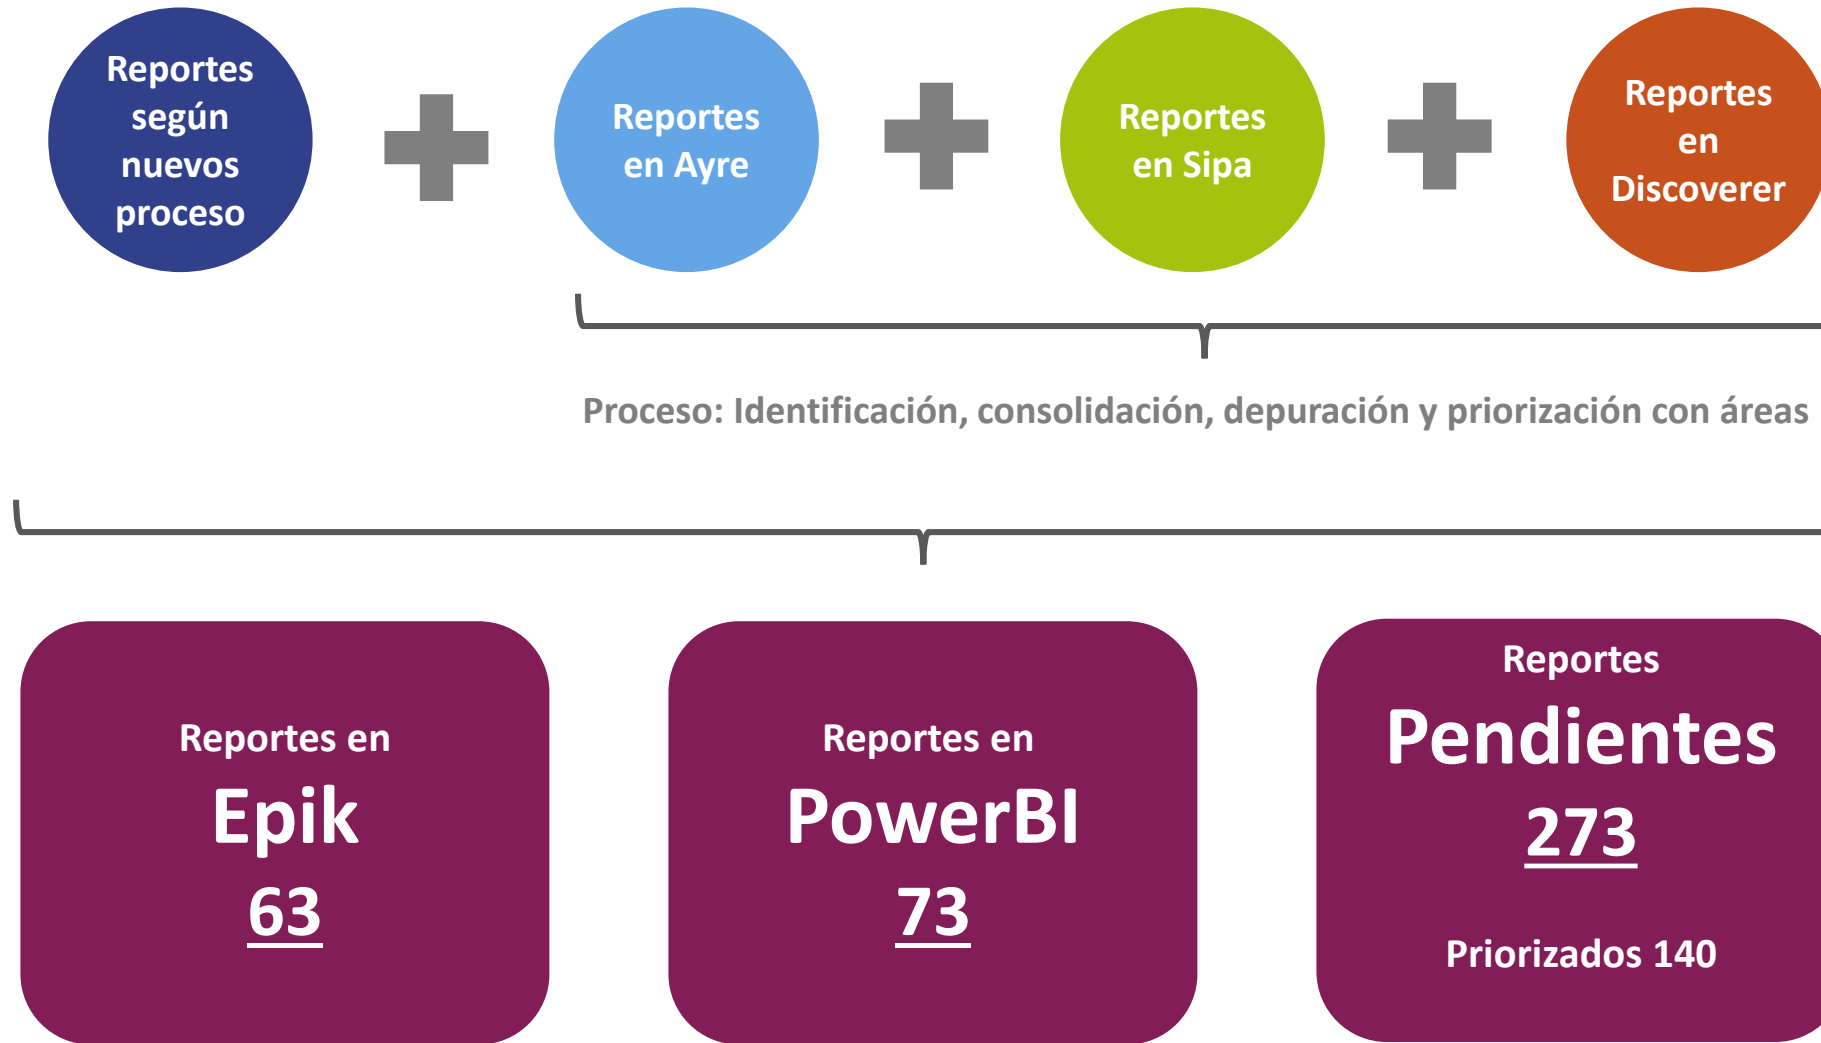 Reportes
según
nuevos
proceso
Reportes
en Ayre
Reportes
en Sipa
Reportes
en
Discoverer
Proceso: Identificación, consolidación, depuración y priorización con áreas
Reportes en
Epik
63
Reportes en
PowerBI
73
Reportes
Pendientes
273
Priorizados 140